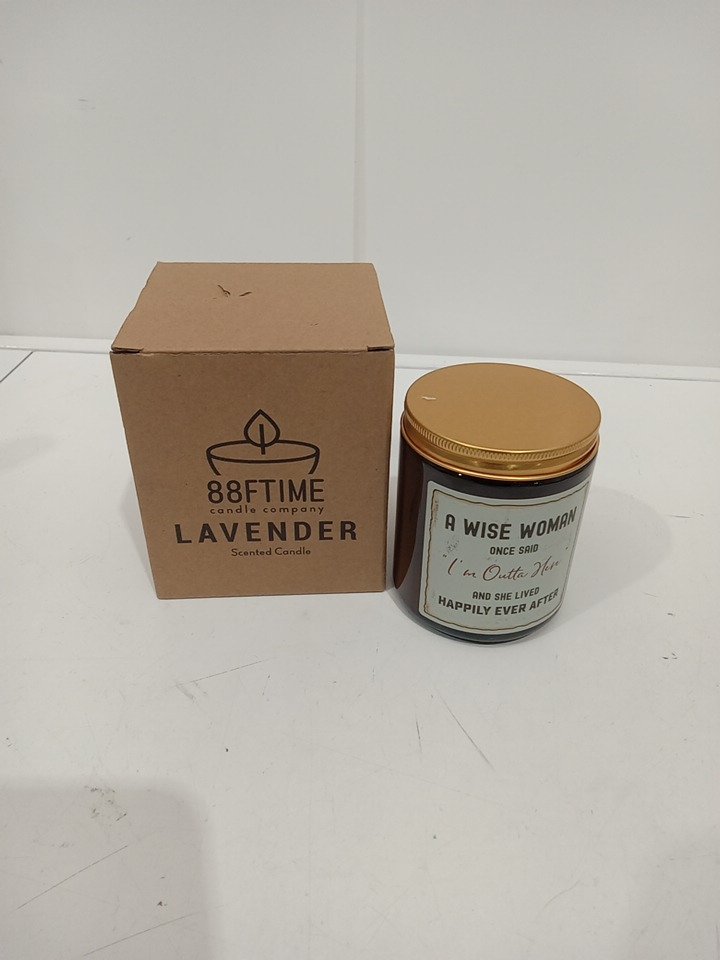 88FTIME
candle company
LAVENDER
Scented Candle
A WISE WOMAN
ONCE SAID
"I'm Outta Here"
AND SHE LIVED
HAPPILY EVER AFTER